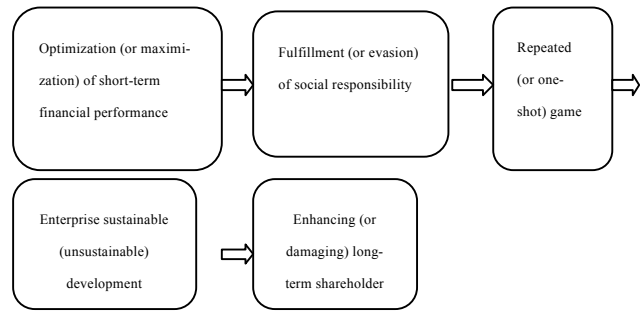 Optimization (or maximi-
zation) of short-term
financial performance
Fulfillment (or evasion)
of social responsibility
Repeated
(or one-
shot) game
Enterprise sustainable
(unsustainable)
development
Enhancing (or
damaging) long-
term shareholder